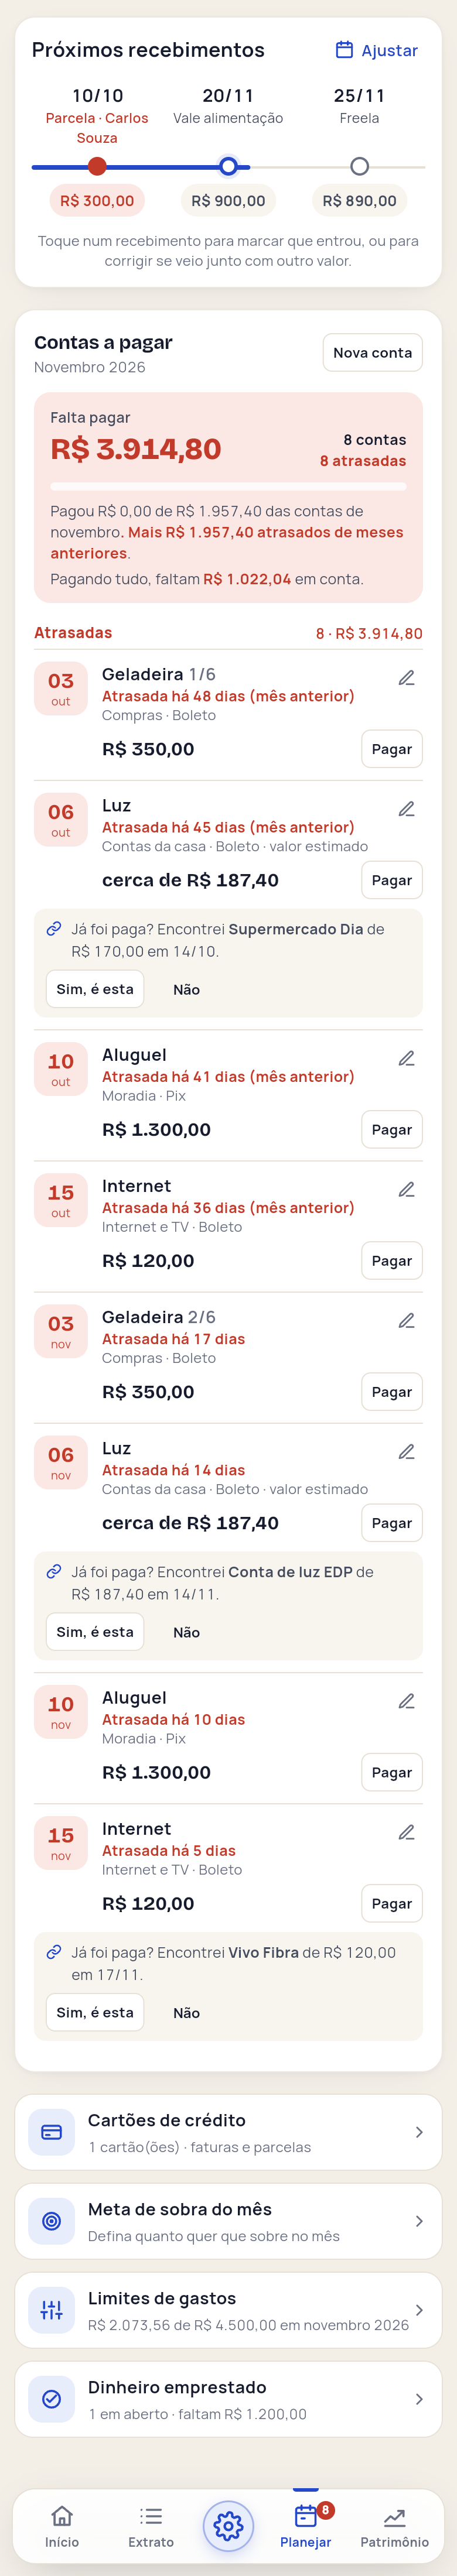 Próximos recebimentos
Ajustar
10/10
Parcela · Carlos
Souza
20/11
Vale alimentação
25/11
Freela
R$ 300,00
R$ 900,00
R$ 890,00
Toque num recebimento para marcar que entrou, ou para
corrigir se veio junto com outro valor.
Contas a pagar
Novembro 2026
Nova conta
Falta pagar
R$ 3.914,80
8 contas
8 atrasadas
Pagou R$ 0,00 de R$ 1.957,40 das contas de
novembro. Mais R$ 1.957,40 atrasados de meses
anteriores.
Pagando tudo, faltam R$ 1.022,04 em conta.
Atrasadas
8 · R$ 3.914,80
03
out
Geladeira 1/6
Atrasada há 48 dias (mês anterior)
Compras · Boleto
R$ 350,00
Pagar
06
out
Luz
Atrasada há 45 dias (mês anterior)
Contas da casa · Boleto · valor estimado
cerca de R$ 187,40
Pagar
Já foi paga? Encontrei Supermercado Dia de
R$ 170,00 em 14/10.
Sim, é esta
Não
10
out
Aluguel
Atrasada há 41 dias (mês anterior)
Moradia · Pix
R$ 1.300,00
Pagar
15
out
Internet
Atrasada há 36 dias (mês anterior)
Internet e TV · Boleto
R$ 120,00
Pagar
03
nov
Geladeira 2/6
Atrasada há 17 dias
Compras · Boleto
R$ 350,00
Pagar
06
nov
Luz
Atrasada há 14 dias
Contas da casa · Boleto · valor estimado
cerca de R$ 187,40
Pagar
Já foi paga? Encontrei Conta de luz EDP de
R$ 187,40 em 14/11.
Sim, é esta
Não
10
nov
Aluguel
Atrasada há 10 dias
Moradia · Pix
R$ 1.300,00
Pagar
15
nov
Internet
Atrasada há 5 dias
Internet e TV · Boleto
R$ 120,00
Pagar
Já foi paga? Encontrei Vivo Fibra de R$ 120,00
em 17/11.
Sim, é esta
Não
Cartões de crédito
1 cartão(ões) · faturas e parcelas
Meta de sobra do mês
Defina quanto quer que sobre no mês
Limites de gastos
R$ 2.073,56 de R$ 4.500,00 em novembro 2026
Dinheiro emprestado
1 em aberto · faltam R$ 1.200,00
8
Início
Extrato
Planejar
Patrimônio